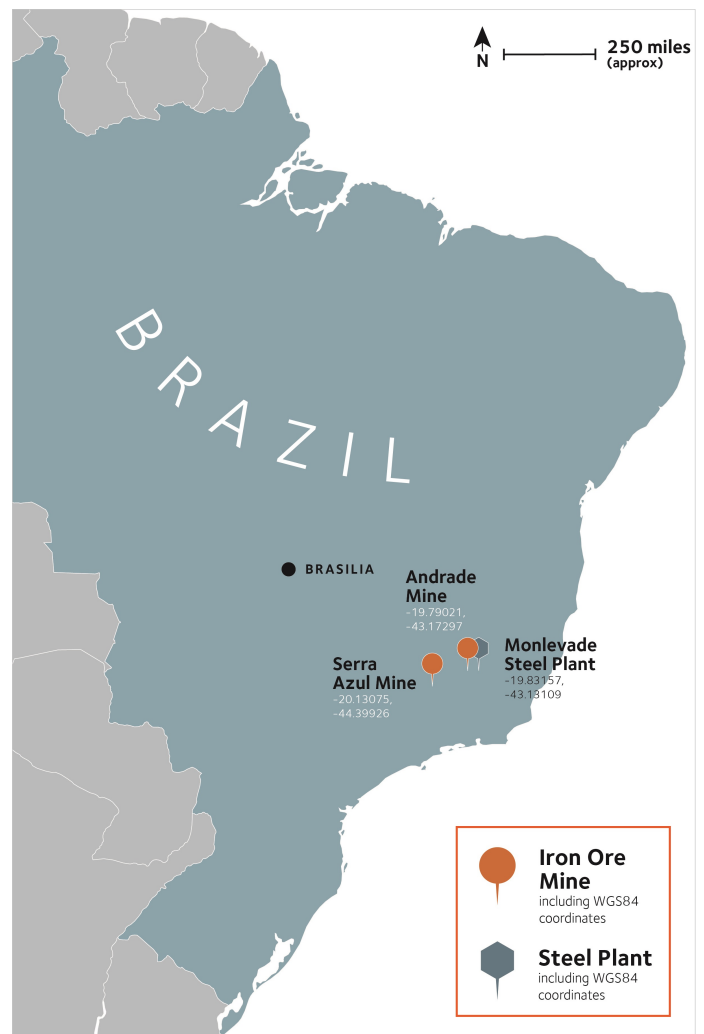 250 miles
(approx)
N
BRAZIL
BRASILIA
Andrade
Mine
-19.79021,
-43.17297
Monlevade
Steel Plant
-19.83157,
-43.13109
Serra
Azul Mine
-20.13075,
-44.39926
Iron Ore
Mine
including WGS84
coordinates
Steel Plant
including WGS84
coordinates